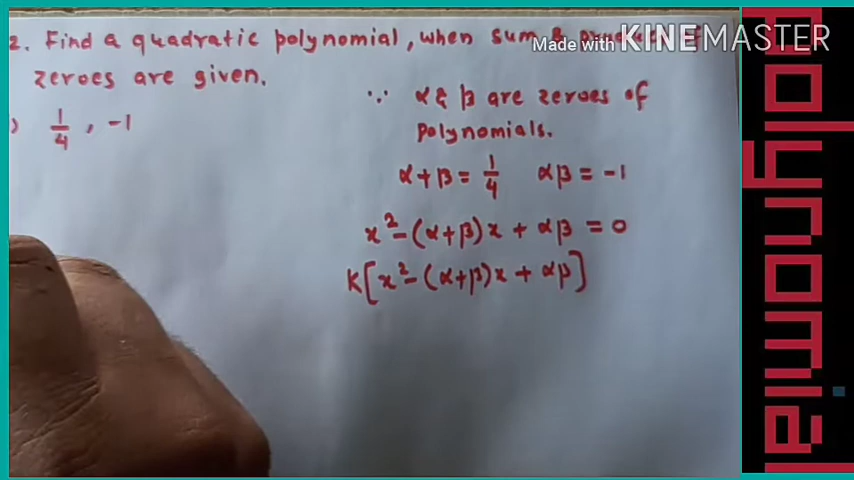 2. Find a quadratic polynomial, when sum &
Made with KINEMASTER
zeroes are given.
) 1/4 , -1
∵ α & β are zeroes of
polynomials.
α + β = 1/4 αβ = -1
x² - (α+β)x + αβ = 0
K[x² - (α+β)x + αβ]
Polynomial